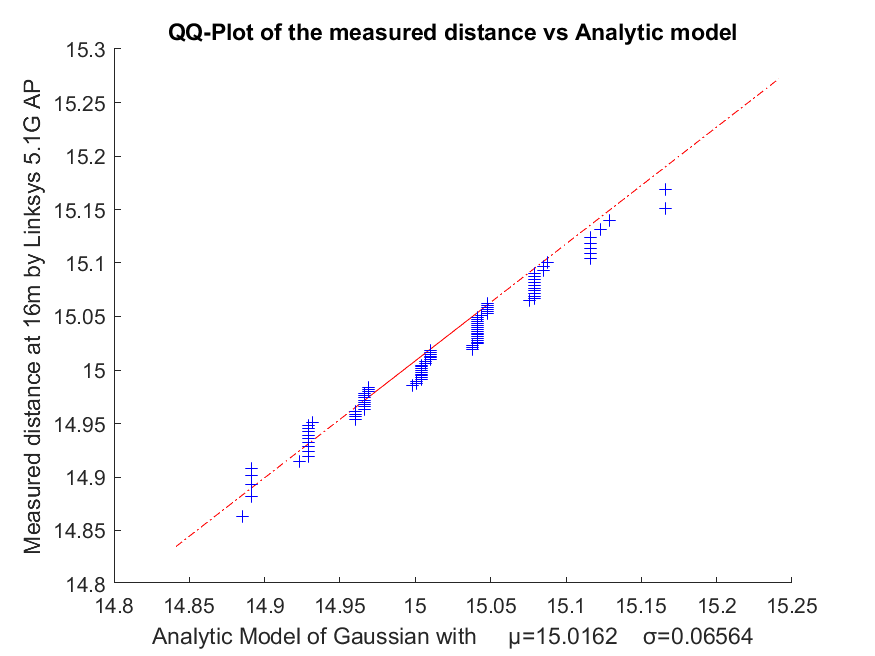 QQ-Plot of the measured distance vs Analytic model
15.3
15.25
15.2
15.15
15.1
15.05
15
14.95
14.9
14.85
14.8
Measured distance at 16m by Linksys 5.1G AP
14.8 14.85 14.9 14.95 15 15.05 15.1 15.15 15.2 15.25
Analytic Model of Gaussian with μ=15.0162 σ=0.06564